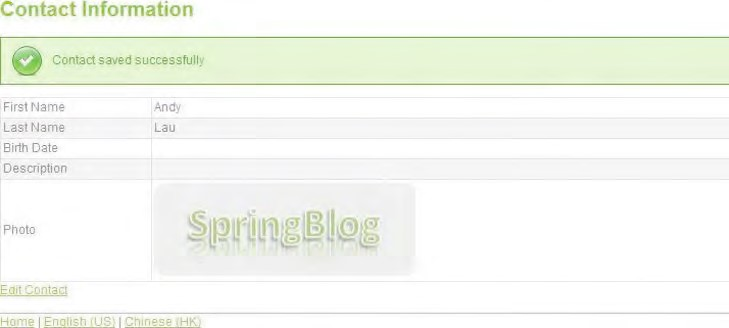 Contact Information
Contact saved successfully
First Name Andy
Last Name Lau
Birth Date
Description
Photo SpringBlog
Edit Contact
Home | English (US) | Chinese (HK)